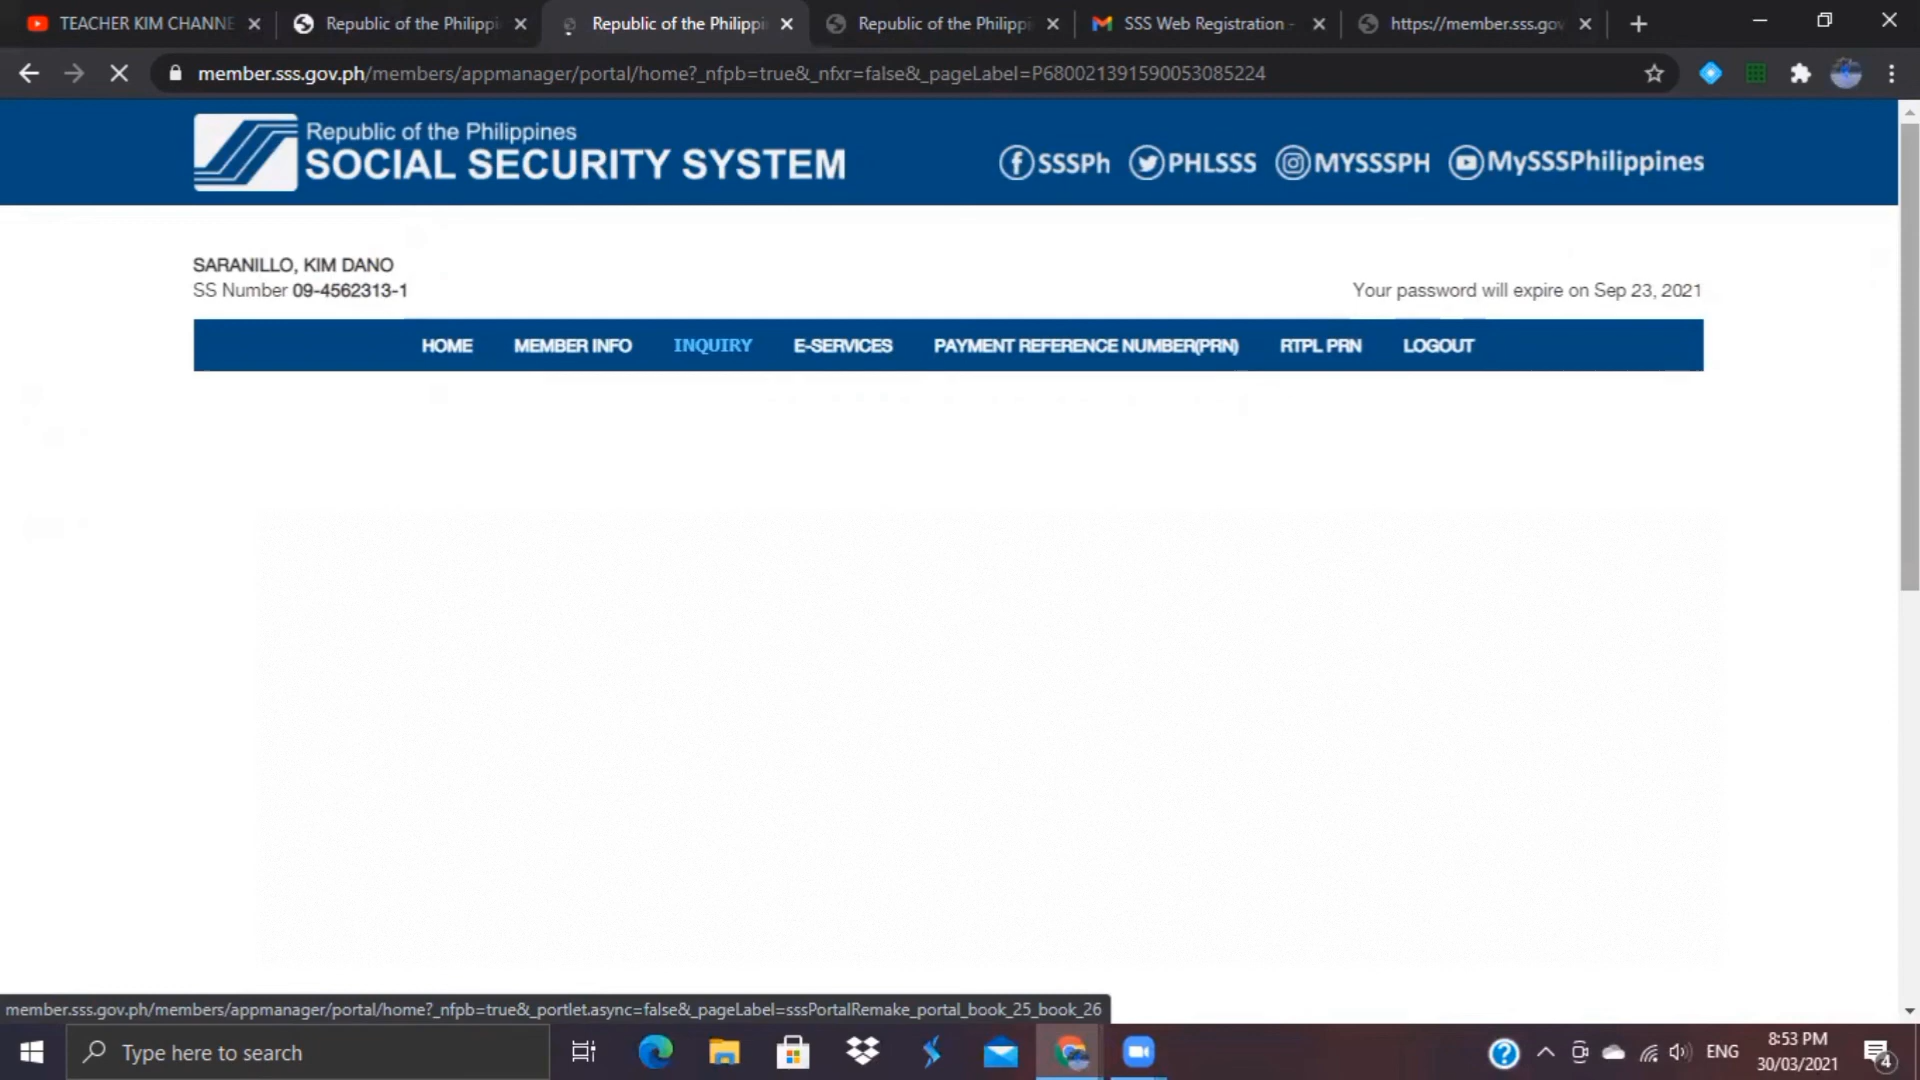 TEACHER KIM CHANNE
Republic of the Philippi
Republic of the Philippi
Republic of the Philipp
SSS Web Registration -
https://member.sss.gov
member.sss.gov.ph/members/appmanager/portal/home?_nfpb=true&_nfxr=false&_pageLabel=P6800213915900530​85224
Republic of the Philippines
SOCIAL SECURITY SYSTEM
SSSPh PHLSSS MYSSSPH MySSSPhilippines
SARANILLO, KIM DANO
SS Number 09-4562313-1
Your password will expire on Sep 23, 2021
HOME MEMBER INFO INQUIRY E-SERVICES PAYMENT REFERENCE NUMBER(PRN) RTPL PRN LOGOUT
member.sss.gov.ph/members/appmanager/portal/home?_nfpb=true&_portlet.async=false&_pageLabel=sssPortalRemake_portal_book_25_book_26
Type here to search
ENG
8:53 PM
30/03/2021
4